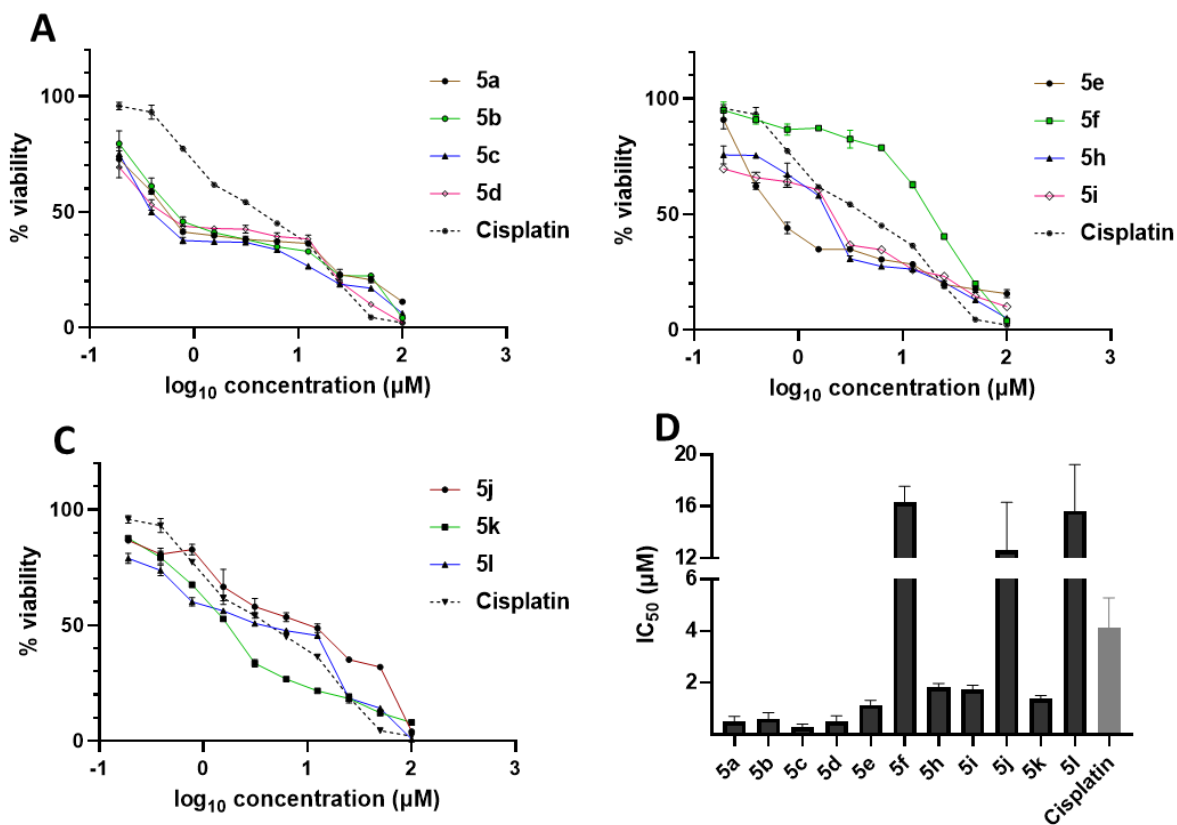 A
% viability
100
50
0
-1
0
1
2
3
log10 concentration (µM)
5a
5b
5c
5d
Cisplatin
% viability
100
50
0
-1
0
1
2
3
log10 concentration (µM)
5e
5f
5h
5i
Cisplatin
C
% viability
100
50
0
-1
0
1
2
3
log10 concentration (µM)
5j
5k
5l
Cisplatin
D
IC50 (µM)
20
16
12
6
4
2
5a
5b
5c
5d
5e
5f
5h
5i
5j
5k
5l
Cisplatin